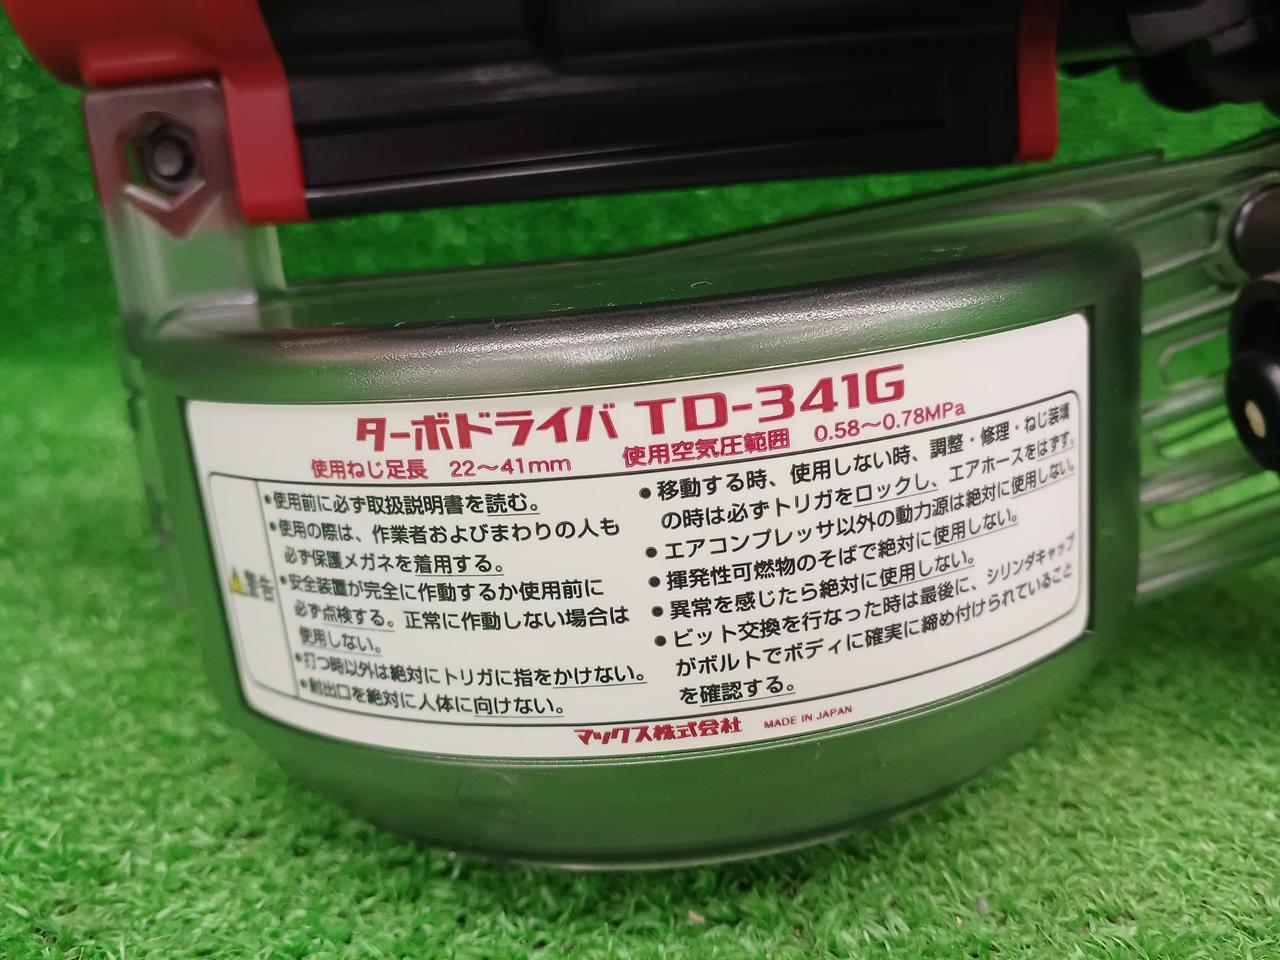 ターボドライバ TD-341G
使用ねじ足長 22～41mm 使用空気圧範囲 0.58～0.78MPa
警告
•使用前に必ず取扱説明書を読む。
•使用の際は、作業者およびまわりの人も
必ず保護メガネを着用する。
•安全装置が完全に作動するか使用前に
必ず点検する。正常に作動しない場合は
使用しない。
•打つ時以外は絶対にトリガに指をかけない。
•射出口を絶対に人体に向けない。
•移動する時、使用しない時、調整・修理・ねじ装填
の時は必ずトリガをロックし、エアホースをはずす。
•エアコンプレッサ以外の動力源は絶対に使用しない。
•揮発性可燃物のそばで絶対に使用しない。
•異常を感じたら絶対に使用しない。
•ビット交換を行なった時は最後に、シリンダキャップ
がボルトでボディに確実に締め付けられていること
を確認する。
マックス株式会社 MADE IN JAPAN